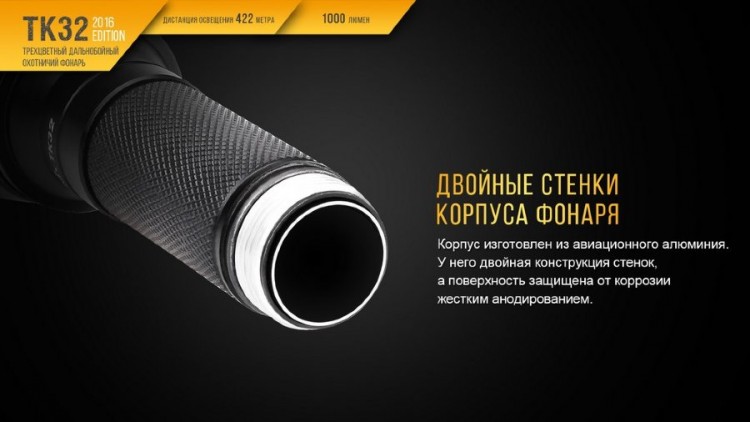 TK32 2016 EDITION
ТРЕХЦВЕТНЫЙ ДАЛЬНОБОЙНЫЙ
ОХОТНИЧИЙ ФОНАРЬ
ДИСТАНЦИЯ ОСВЕЩЕНИЯ 422 МЕТРА
1000 ЛЮМЕН
TK32
ДВОЙНЫЕ СТЕНКИ
КОРПУСА ФОНАРЯ
Корпус изготовлен из авиационного алюминия.
У него двойная конструкция стенок,
а поверхность защищена от коррозии
жестким анодированием.